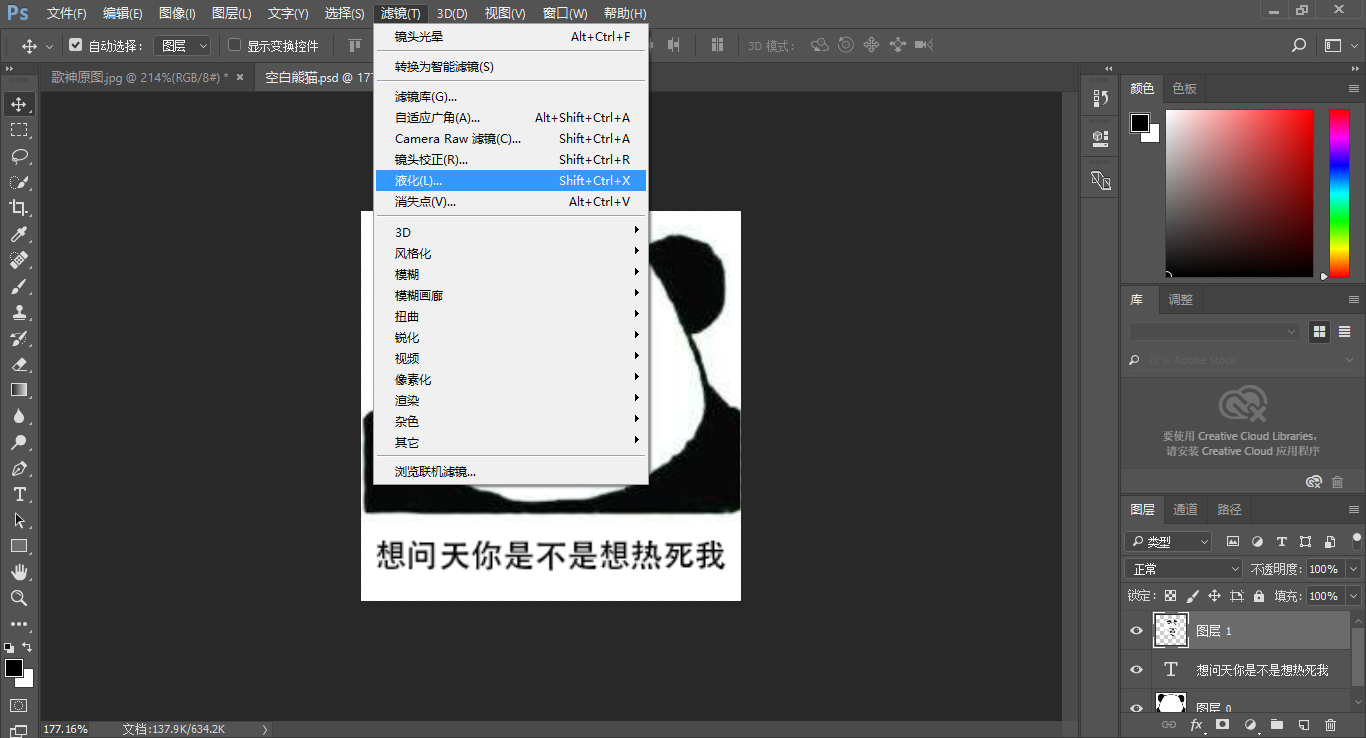 Ps 文件(F) 编辑(E) 图像(I) 图层(L) 文字(Y) 选择(S) 滤镜(T) 3D(D) 视图(V) 窗口(W) 帮助(H)
自动选择： 图层 显示变换控件 3D 模式：
歌神原图.jpg @ 214%(RGB/8#) * ×
空白熊猫.psd @ 17
镜头光晕 Alt+Ctrl+F
转换为智能滤镜(S)
滤镜库(G)...
自适应广角(A)... Alt+Shift+Ctrl+A
Camera Raw 滤镜(C)... Shift+Ctrl+A
镜头校正(R)... Shift+Ctrl+R
液化(L)... Shift+Ctrl+X
消失点(V)... Alt+Ctrl+V
3D
风格化
模糊
模糊画廊
扭曲
锐化
视频
像素化
渲染
杂色
其它
浏览联机滤镜...
想问天你是不是想热死我
177.16% 文档:137.9K/634.2K
颜色 色板
库 调整
搜索 Adobe Stock
要使用 Creative Cloud Libraries，
请安装 Creative Cloud 应用程序
图层 通道 路径
类型
正常 不透明度： 100%
锁定： 填充： 100%
图层 1
T 想问天你是不是想热死我
图层 0
fx